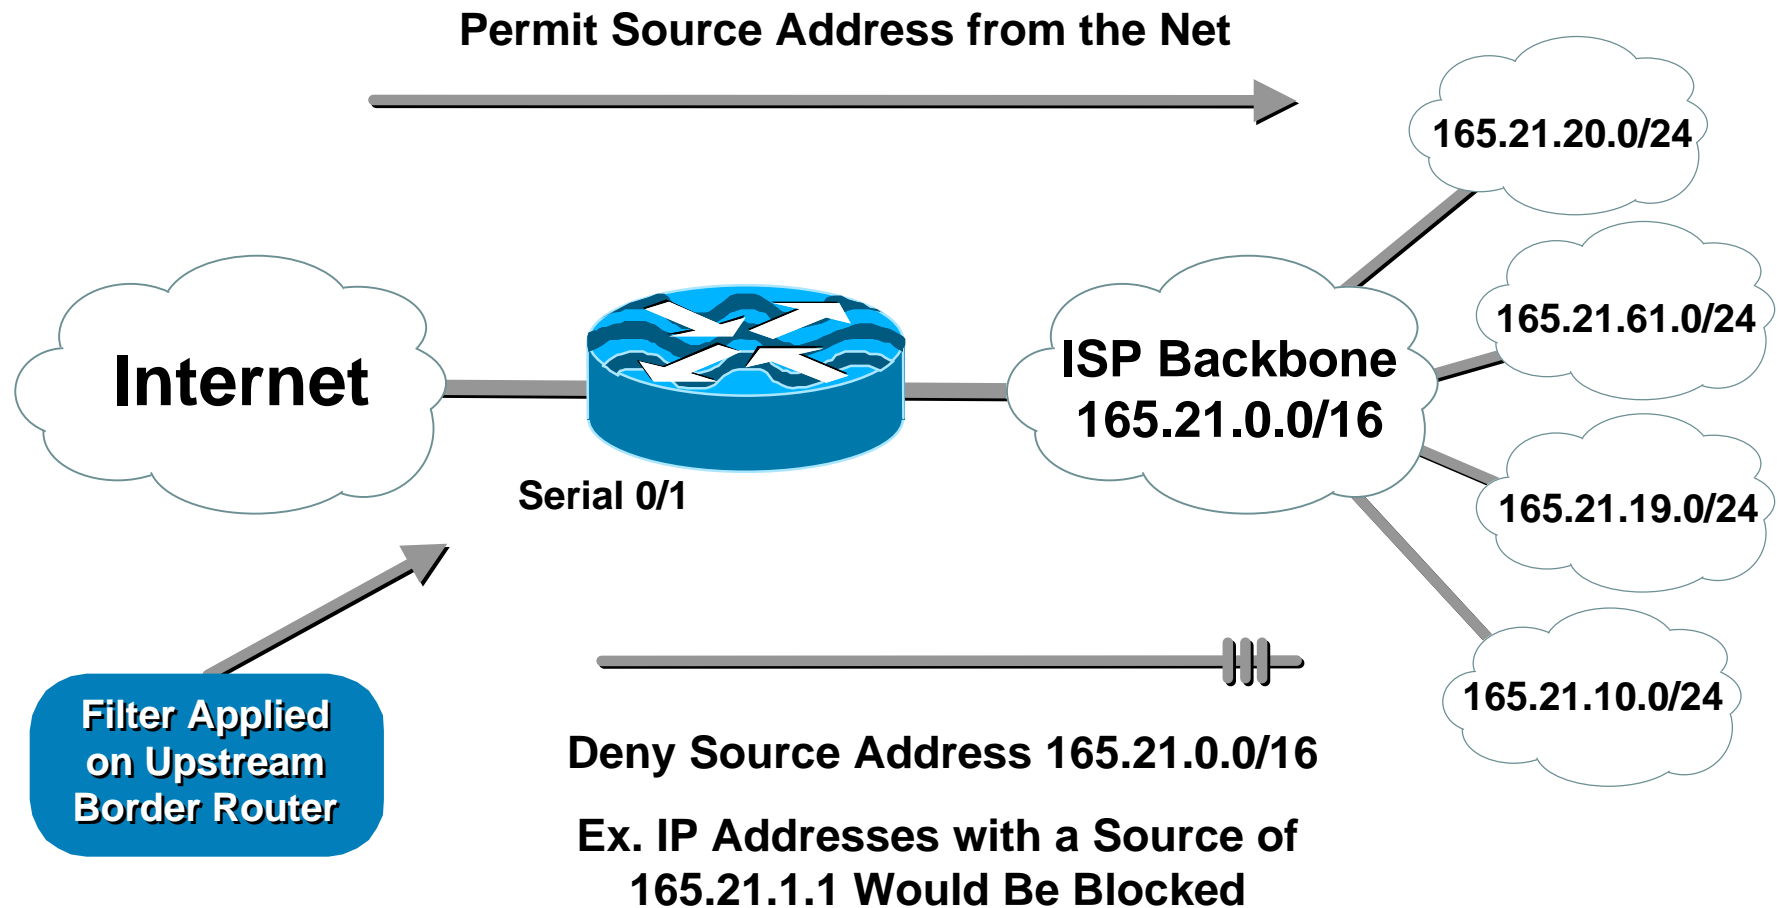 Permit Source Address from the Net
165.21.20.0/24
165.21.61.0/24
Internet
ISP Backbone
165.21.0.0/16
Serial 0/1
165.21.19.0/24
165.21.10.0/24
Filter Applied
on Upstream
Border Router
Deny Source Address 165.21.0.0/16
Ex. IP Addresses with a Source of
165.21.1.1 Would Be Blocked